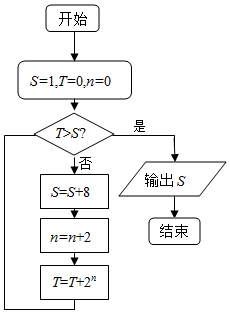 开始
S=1,T=0,n=0
T>S?
是
否
S=S+8
输出 S
n=n+2
结束
T=T+2ⁿ